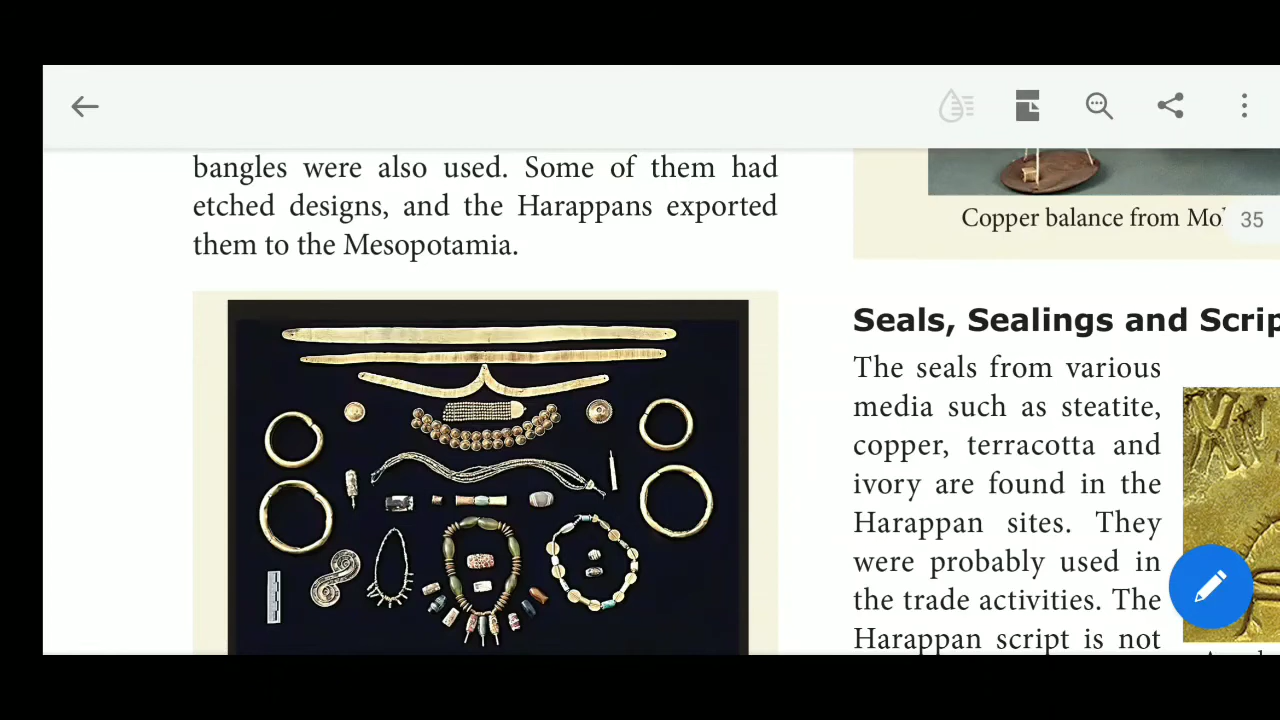 bangles were also used. Some of them had
etched designs, and the Harappans exported
them to the Mesopotamia.
Copper balance from
35
Seals, Sealings and
The seals from various
media such as steatite,
copper, terracotta and
ivory are found in the
Harappan sites. They
were probably used in
the trade activities. The
Harappan script is not